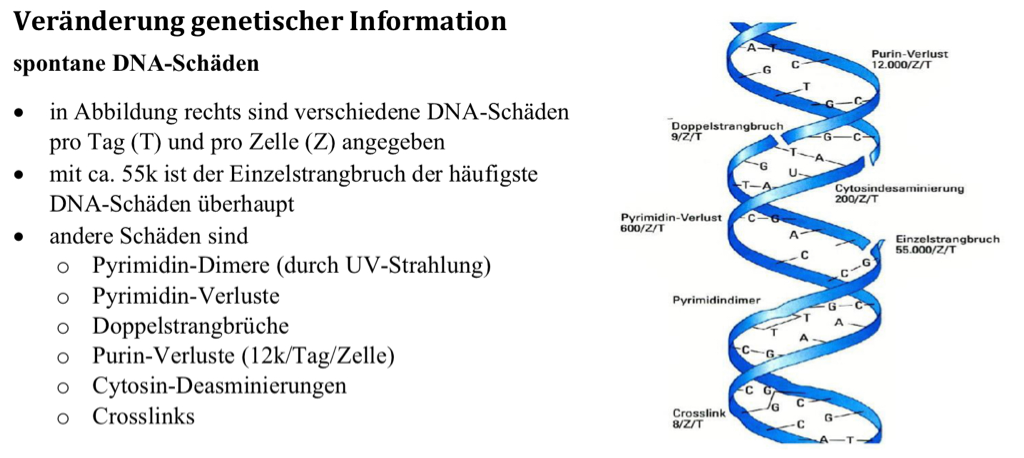 Veränderung genetischer Information
spontane DNA-Schäden
• in Abbildung rechts sind verschiedene DNA-Schäden
pro Tag (T) und pro Zelle (Z) angegeben
• mit ca. 55k ist der Einzelstrangbruch der häufigste
DNA-Schäden überhaupt
• andere Schäden sind
o Pyrimidin-Dimere (durch UV-Strahlung)
o Pyrimidin-Verluste
o Doppelstrangbrüche
o Purin-Verluste (12k/Tag/Zelle)
o Cytosin-Deasminierungen
o Crosslinks
A-T
C
G
Purin-Verlust
12.000/Z/T
T
G-C
Doppelstrangbruch
9/Z/T
G-C
T-A
G
U
T-A
Cytosindesaminierung
200/Z/T
Pyrimidin-Verlust
600/Z/T
C-G
A
Einzelstrangbruch
55.000/Z/T
C
G
C
Pyrimidindimer
G-C
T
A
T
A
C-G
C G
Crosslink
8/Z/T
G
C
G
C
A-T